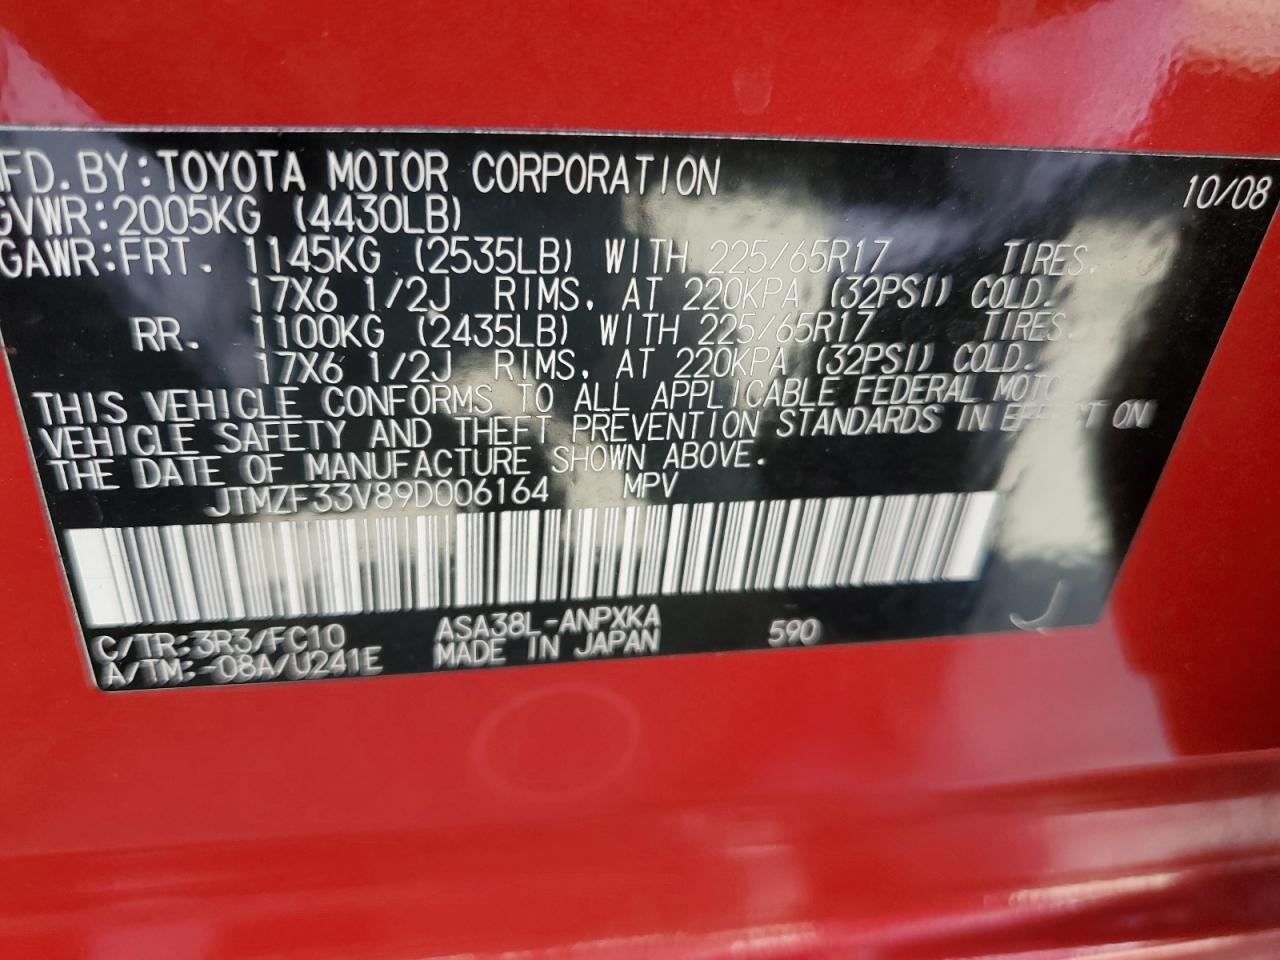 MFD. BY: TOYOTA MOTOR CORPORATION 10/08
GVWR: 2005KG (4430LB)
GAWR: FRT. 1145KG (2535LB) WITH 225/65R17 TIRES,
17X6 1/2J RIMS, AT 220KPA (32PSI) COLD.
RR. 1100KG (2435LB) WITH 225/65R17 TIRES,
17X6 1/2J RIMS, AT 220KPA (32PSI) COLD.
THIS VEHICLE CONFORMS TO ALL APPLICABLE FEDERAL MOTOR
VEHICLE SAFETY AND THEFT PREVENTION STANDARDS IN EFFECT ON
THE DATE OF MANUFACTURE SHOWN ABOVE.
JTMZF33V89D006164 MPV
C/TR: 3R3/FC10 ASA38L-ANPXKA 590
A/TM: -08A/U241E MADE IN JAPAN